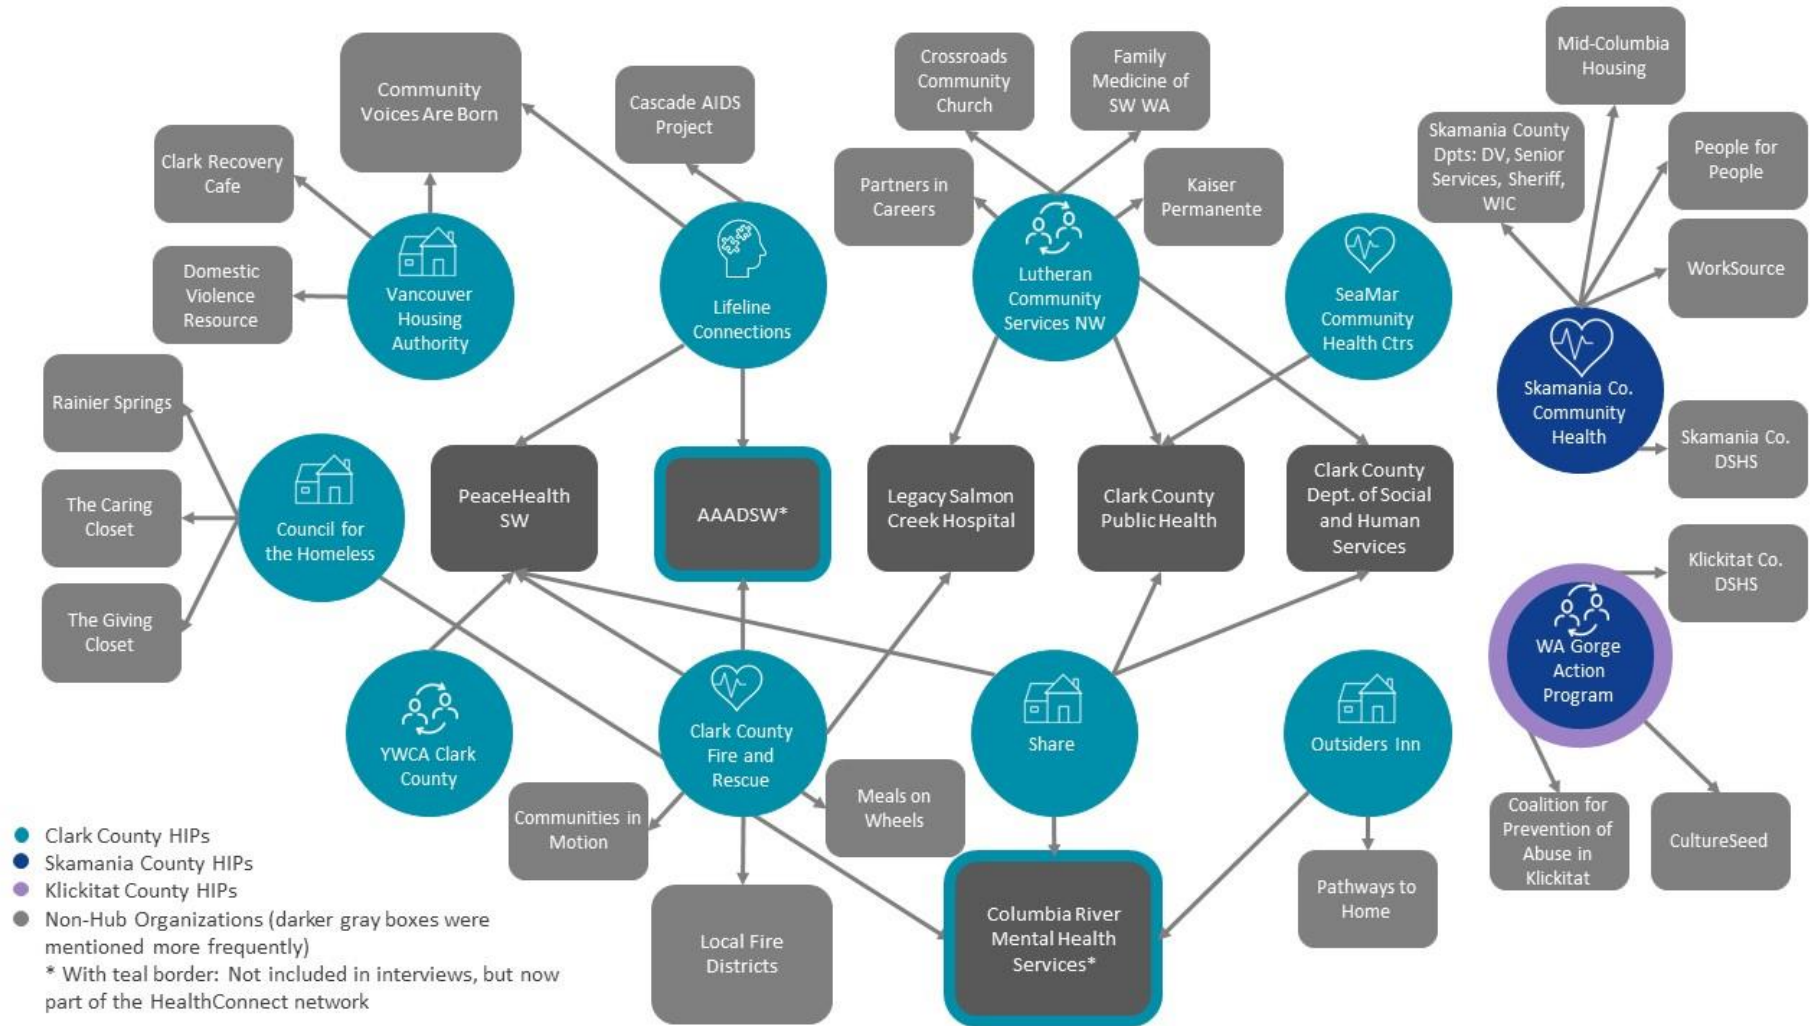 Community
Voices Are Born
Cascade AIDS
Project
Crossroads
Community
Church
Family
Medicine of
SW WA
Mid-Columbia
Housing
Clark Recovery
Cafe
Partners in
Careers
Kaiser
Permanente
Skamania County
Dpts: DV, Senior
Services, Sheriff,
WIC
People for
People
Domestic
Violence
Resource
Vancouver
Housing
Authority
Lifeline
Connections
Lutheran
Community
Services NW
SeaMar
Community
Health Ctrs
WorkSource
Rainier Springs
Skamania Co.
Community
Health
Skamania Co.
DSHS
The Caring
Closet
Council for
the Homeless
PeaceHealth
SW
AAADSW*
Legacy Salmon
Creek Hospital
Clark County
Public Health
Clark County
Dept. of Social
and Human
Services
Klickitat Co.
DSHS
The Giving
Closet
WA Gorge
Action
Program
YWCA Clark
County
Clark County
Fire and
Rescue
Share
Outsiders Inn
Communities in
Motion
Meals on
Wheels
Coalition for
Prevention of
Abuse in
Klickitat
CultureSeed
Local Fire
Districts
Columbia River
Mental Health
Services*
Pathways to
Home
Clark County HIPs
Skamania County HIPs
Klickitat County HIPs
Non-Hub Organizations (darker gray boxes were
mentioned more frequently)
* With teal border: Not included in interviews, but now
part of the HealthConnect network